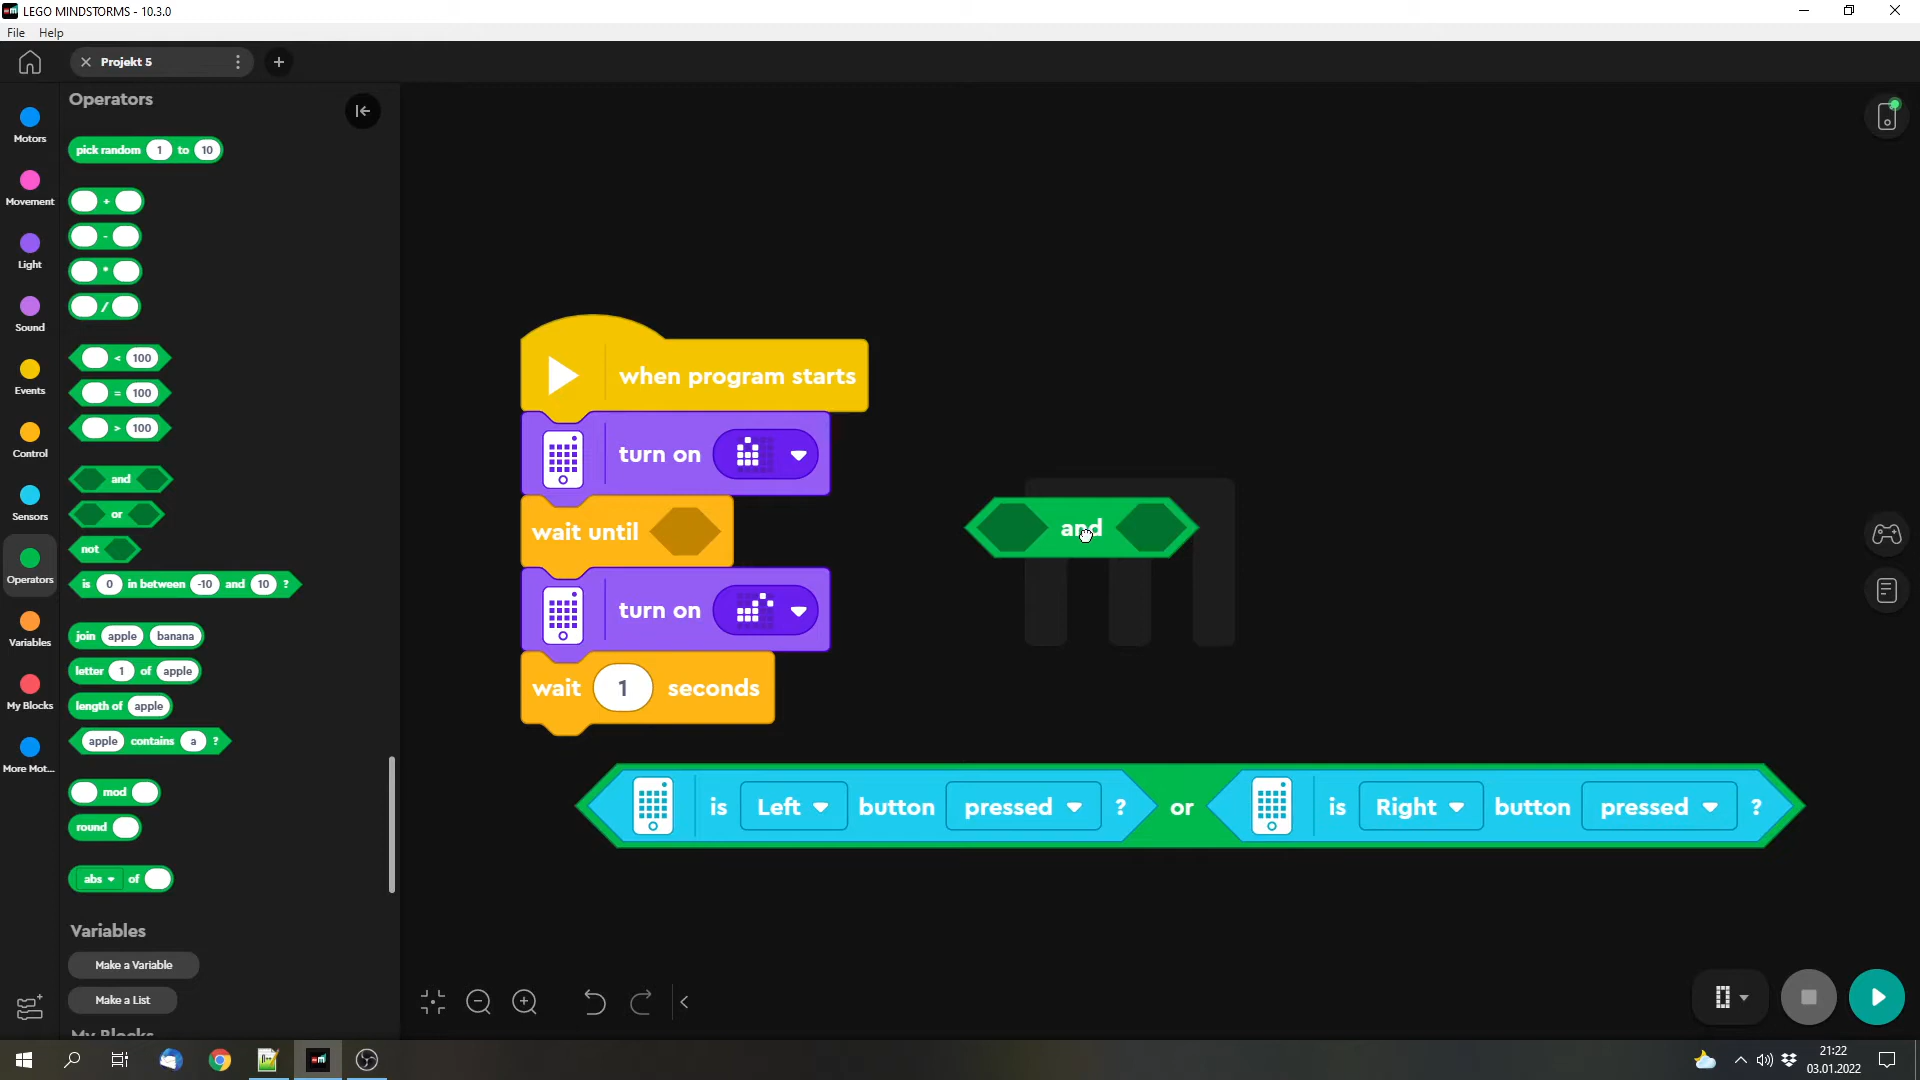 LEGO MINDSTORMS - 10.3.0
File Help
Projekt 5
Motors
Movement
Light
Sound
Events
Control
Sensors
Operators
Variables
My Blocks
More Mot...
Operators
pick random 1 to 10
+
-
*
/
< 100
= 100
> 100
and
or
not
is 0 in between -10 and 10 ?
join apple banana
letter 1 of apple
length of apple
apple contains a ?
mod
round
abs of
Variables
Make a Variable
Make a List
My Blocks
when program starts
turn on
wait until
turn on
wait 1 seconds
and
is Left button pressed ? or is Right button pressed ?
21:22
03.01.2022